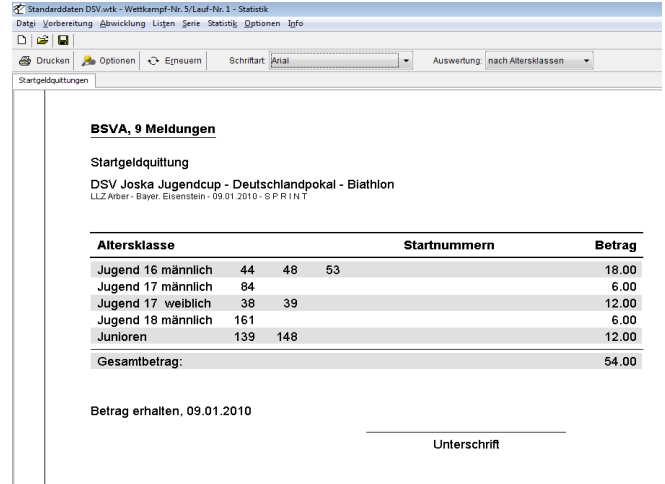 Standarddaten DSV.wtk - Wettkampf-Nr. 5/Lauf-Nr. 1 - Statistik
Datei Vorbereitung Abwicklung Listen Serie Statistik Optionen Info
Drucken Optionen Erneuern Schriftart: Arial Auswertung: nach Altersklassen
Startgeldquittungen
BSVA, 9 Meldungen
Startgeldquittung
DSV Joska Jugendcup - Deutschlandpokal - Biathlon
LLZ Arber - Bayer. Eisenstein - 09.01.2010 - S P R I N T
Altersklasse Startnummern Betrag
Jugend 16 männlich 44 48 53 18.00
Jugend 17 männlich 84 6.00
Jugend 17 weiblich 38 39 12.00
Jugend 18 männlich 161 6.00
Junioren 139 148 12.00
Gesamtbetrag: 54.00
Betrag erhalten, 09.01.2010
Unterschrift